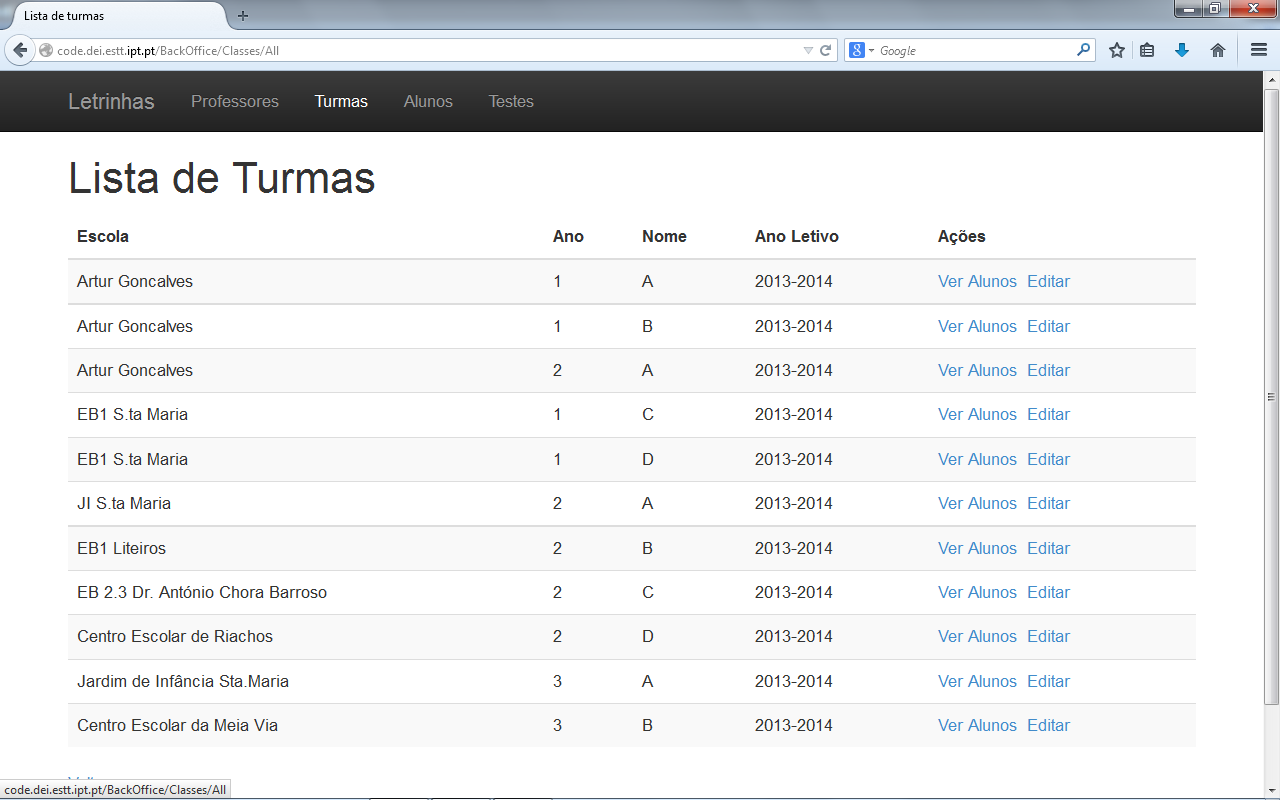 Lista de turmas
code.dei.estt.ipt.pt/BackOffice/Classes/All
Google
Letrinhas Professores Turmas Alunos Testes
Lista de Turmas
Escola Ano Nome Ano Letivo Ações
Artur Goncalves 1 A 2013-2014 Ver Alunos Editar
Artur Goncalves 1 B 2013-2014 Ver Alunos Editar
Artur Goncalves 2 A 2013-2014 Ver Alunos Editar
EB1 S.ta Maria 1 C 2013-2014 Ver Alunos Editar
EB1 S.ta Maria 1 D 2013-2014 Ver Alunos Editar
JI S.ta Maria 2 A 2013-2014 Ver Alunos Editar
EB1 Liteiros 2 B 2013-2014 Ver Alunos Editar
EB 2.3 Dr. António Chora Barroso 2 C 2013-2014 Ver Alunos Editar
Centro Escolar de Riachos 2 D 2013-2014 Ver Alunos Editar
Jardim de Infância Sta.Maria 3 A 2013-2014 Ver Alunos Editar
Centro Escolar da Meia Via 3 B 2013-2014 Ver Alunos Editar
code.dei.estt.ipt.pt/BackOffice/Classes/All